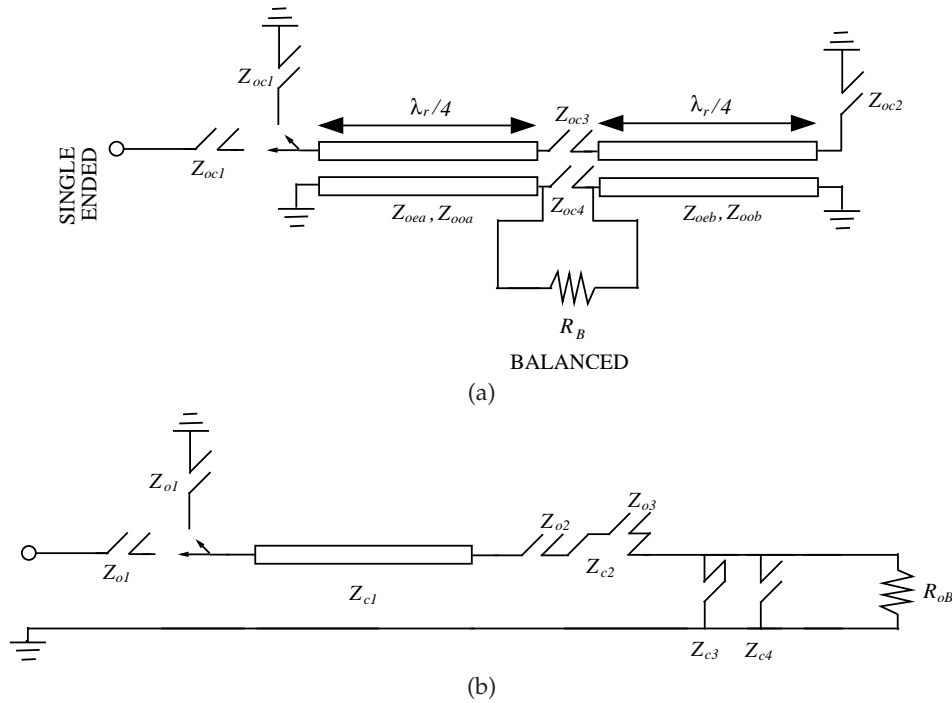 Z_oc1
λ_r/4
Z_oc3
λ_r/4
Z_oc2
SINGLE
ENDED
Z_oc1
Z_oea, Z_ooa
Z_oc4
Z_oeb, Z_oob
R_B
BALANCED
(a)
Z_o1
Z_o3
Z_o2
Z_o1
Z_c2
Z_c1
R_oB
Z_c3
Z_c4
(b)